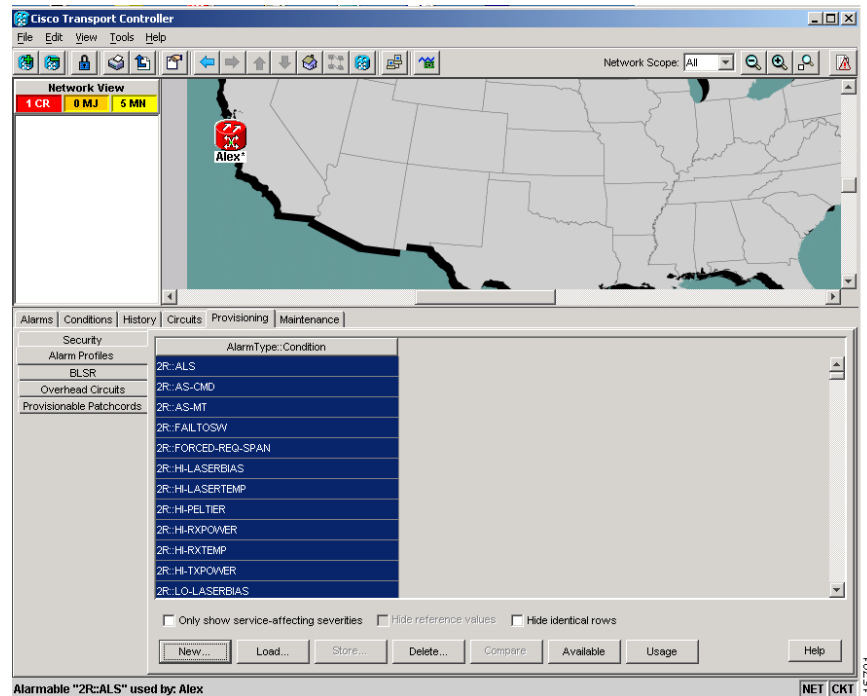 Cisco Transport Controller
File Edit View Tools Help
Network Scope: All
Network View
1 CR 0 MJ 5 MN
Alex*
Alarms Conditions History Circuits Provisioning Maintenance
Security
Alarm Profiles
BLSR
Overhead Circuits
Provisionable Patchcords
AlarmType::Condition
2R::ALS
2R::AS-CMD
2R::AS-MT
2R::FAILTOSW
2R::FORCED-REQ-SPAN
2R::HI-LASERBIAS
2R::HI-LASERTEMP
2R::HI-PELTIER
2R::HI-RXPOWER
2R::HI-RXTEMP
2R::HI-TXPOWER
2R::LO-LASERBIAS
Only show service-affecting severities Hide reference values Hide identical rows
New... Load... Store... Delete... Compare Available Usage Help
Alarmable "2R::ALS" used by: Alex NET CKT